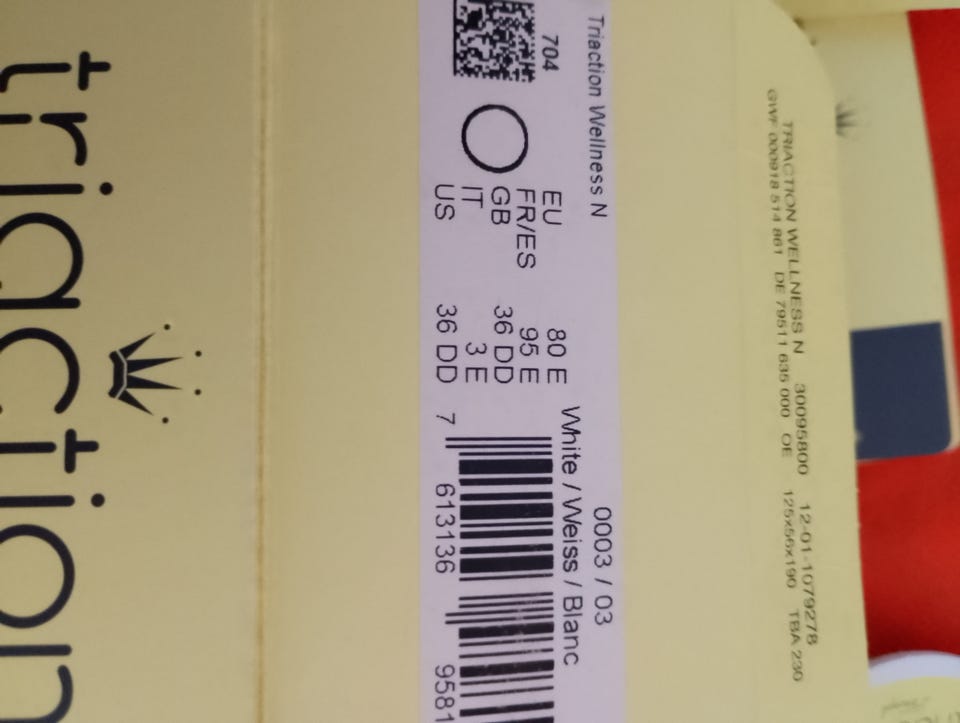 triaction
Triaction Wellness N
704
0003 / 03
White / Weiss / Blanc
EU 80 E
FR/ES 95 E
GB 36 DD
IT 3 E
US 36 DD
7 613136 9581
TRIACTION WELLNESS N 30095800 12-01-1079278
GWF 000918 514 861 DE 79511 635 000 OE 125x56x190 TBA 230